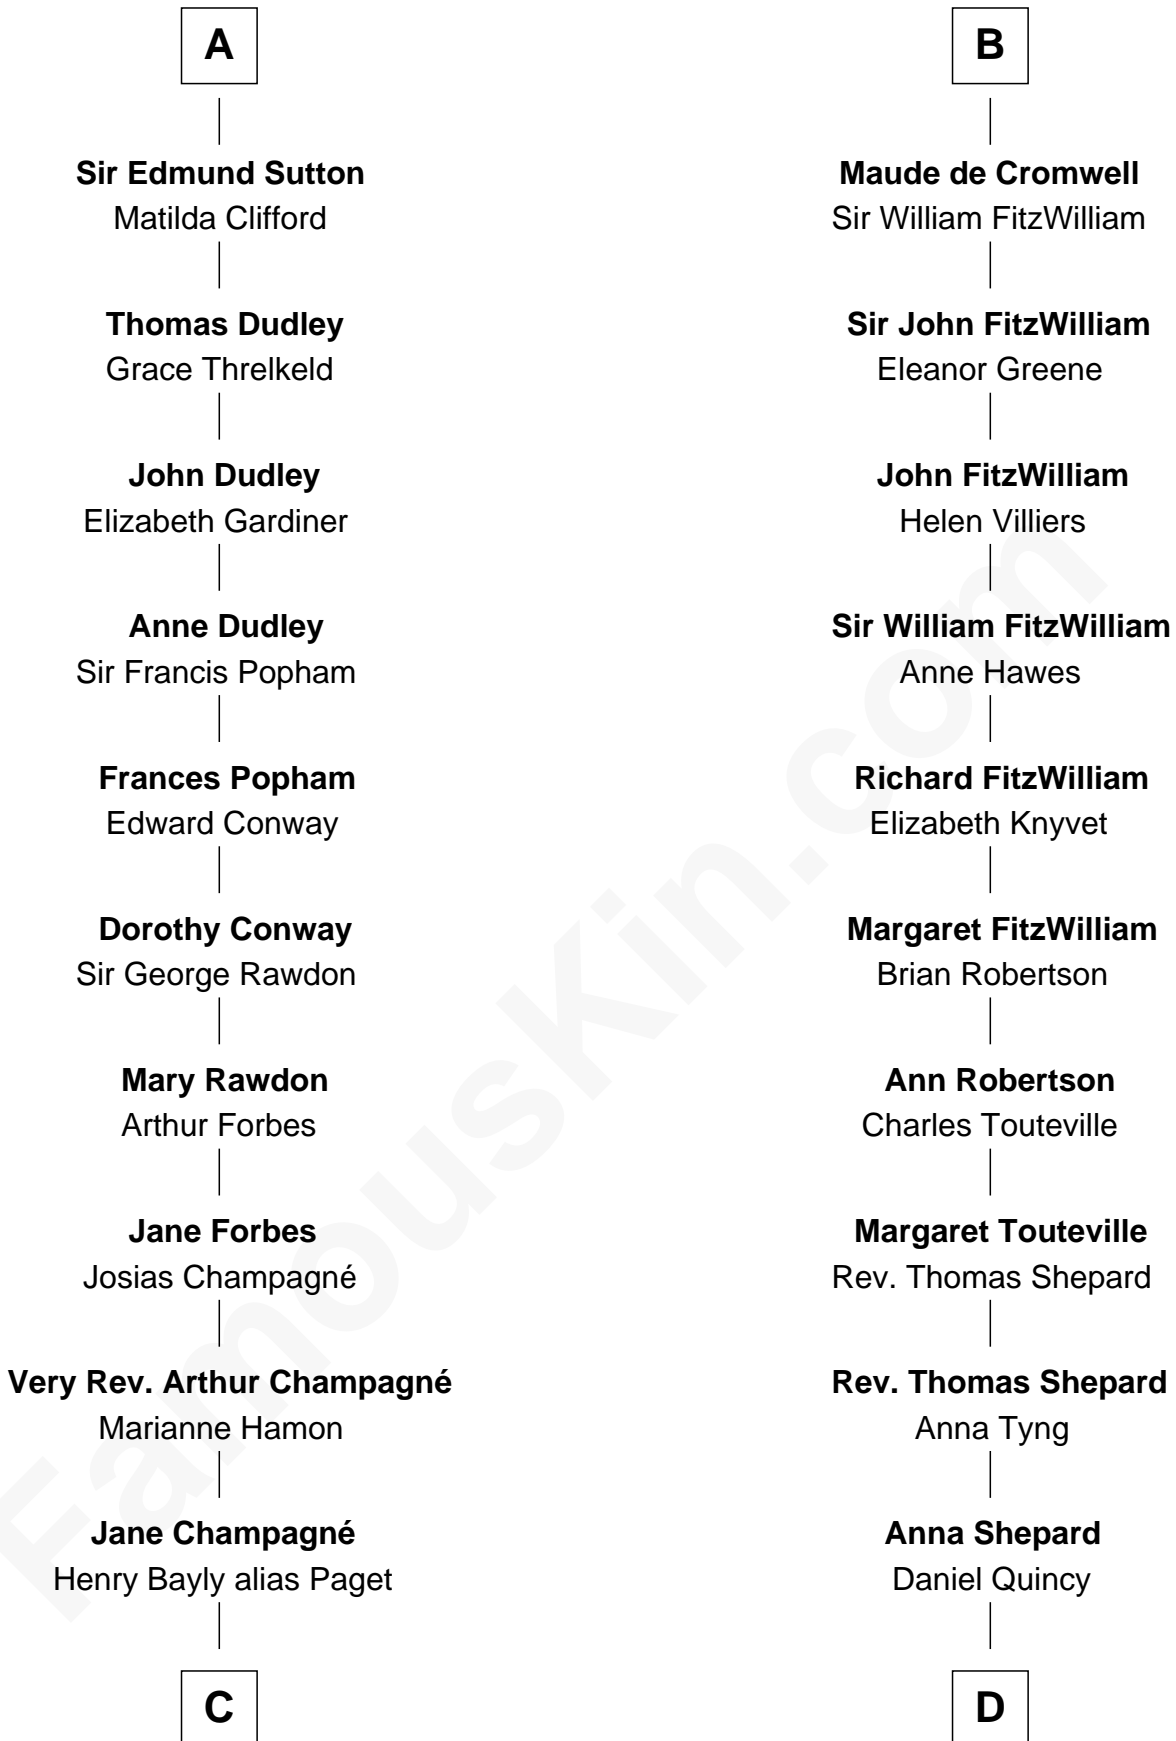 A
Sir Edmund Sutton
Matilda Clifford
Thomas Dudley
Grace Threlkeld
John Dudley
Elizabeth Gardiner
Anne Dudley
Sir Francis Popham
Frances Popham
Edward Conway
Dorothy Conway
Sir George Rawdon
Mary Rawdon
Arthur Forbes
Jane Forbes
Josias Champagné
Very Rev. Arthur Champagné
Marianne Hamon
Jane Champagné
Henry Bayly alias Paget
C
B
Maude de Cromwell
Sir William FitzWilliam
Sir John FitzWilliam
Eleanor Greene
John FitzWilliam
Helen Villiers
Sir William FitzWilliam
Anne Hawes
Richard FitzWilliam
Elizabeth Knyvet
Margaret FitzWilliam
Brian Robertson
Ann Robertson
Charles Touteville
Margaret Touteville
Rev. Thomas Shepard
Rev. Thomas Shepard
Anna Tyng
Anna Shepard
Daniel Quincy
D
FamousKin.com